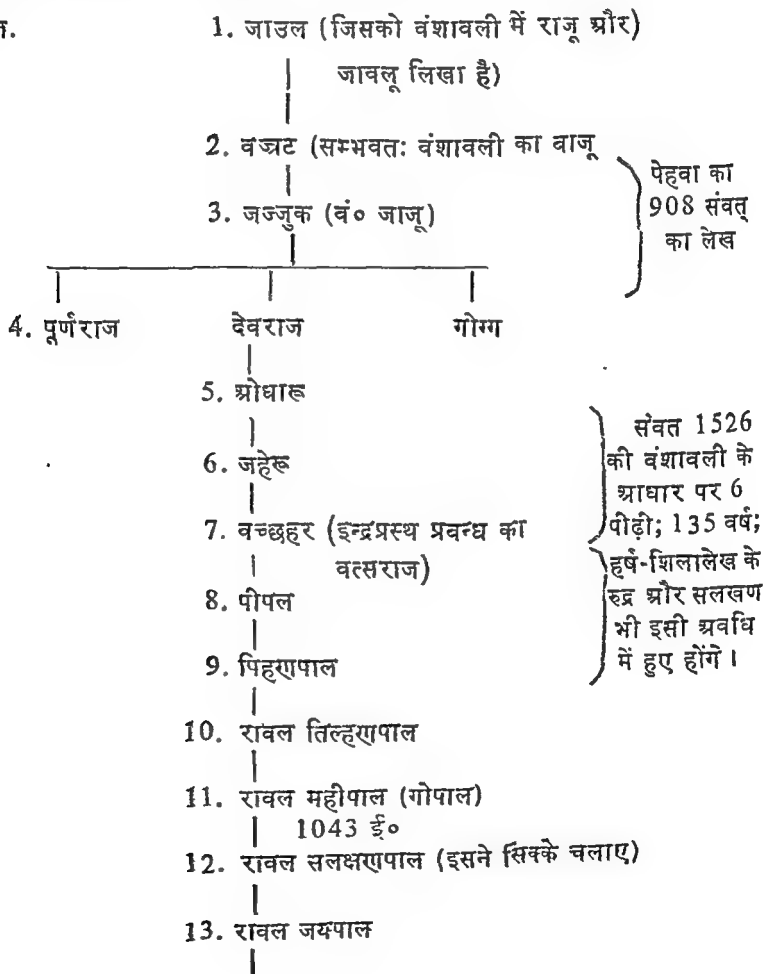 त.
1. जाउल (जिसको वंशावली में राजू और
जावलू लिखा है)
2. वज्रट (सम्भवतः वंशावली का वाजू
3. जज्जुक (वं० जाजू)
पेहवा का
908 संवत्
का लेख
4. पूर्णराज देवराज गोग्ग
5. ओधारू
6. जहेरू
7. वच्छहर (इन्द्रप्रस्थ प्रवन्ध का
वत्सराज)
8. पीपल
9. पिहणपाल
संवत 1526
की वंशावली के
आधार पर 6
पीढ़ी; 135 वर्ष;
हर्ष-शिलालेख के
रुद्र और सलखण
भी इसी अवधि
में हुए होंगे ।
10. रावल तिल्हणपाल
11. रावल महीपाल (गोपाल)
1043 ई०
12. रावल सलक्षणपाल (इसने सिक्के चलाए)
13. रावल जयपाल